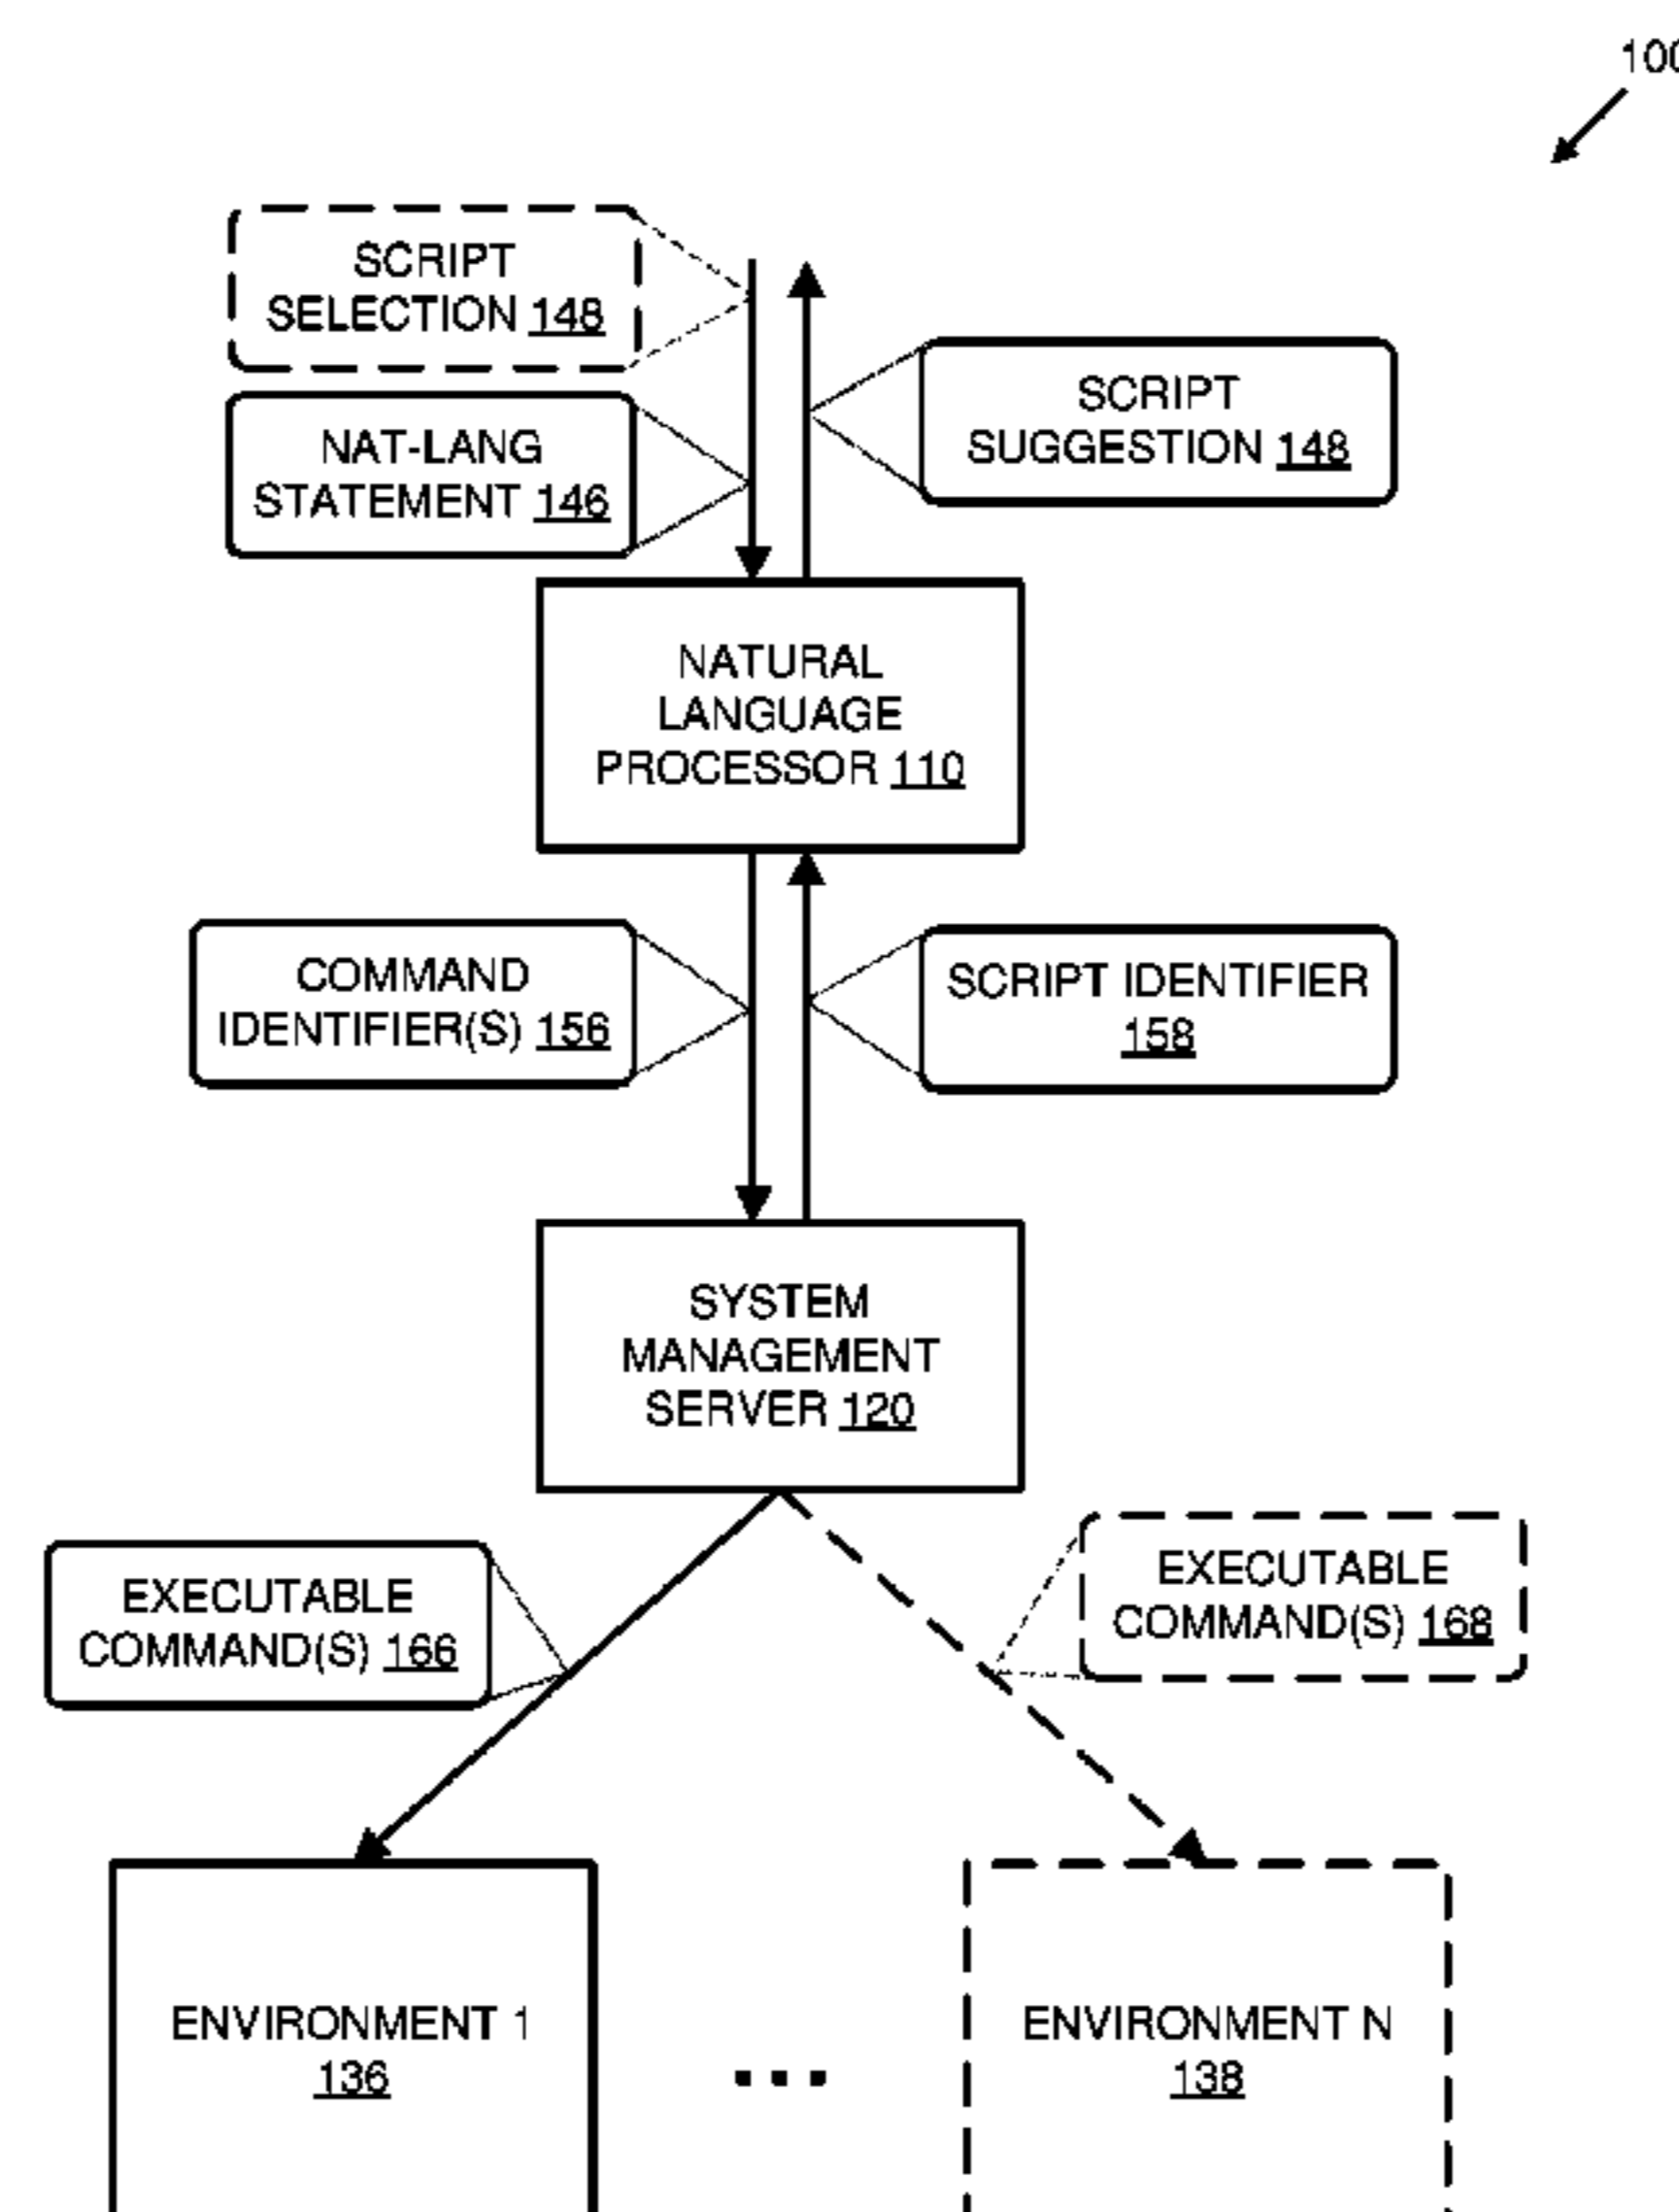 100
SCRIPT
SELECTION 148
NAT-LANG
STATEMENT 146
SCRIPT
SUGGESTION 148
NATURAL
LANGUAGE
PROCESSOR 110
COMMAND
IDENTIFIER(S) 156
SCRIPT IDENTIFIER
158
SYSTEM
MANAGEMENT
SERVER 120
EXECUTABLE
COMMAND(S) 166
EXECUTABLE
COMMAND(S) 168
ENVIRONMENT 1
136
...
ENVIRONMENT N
138